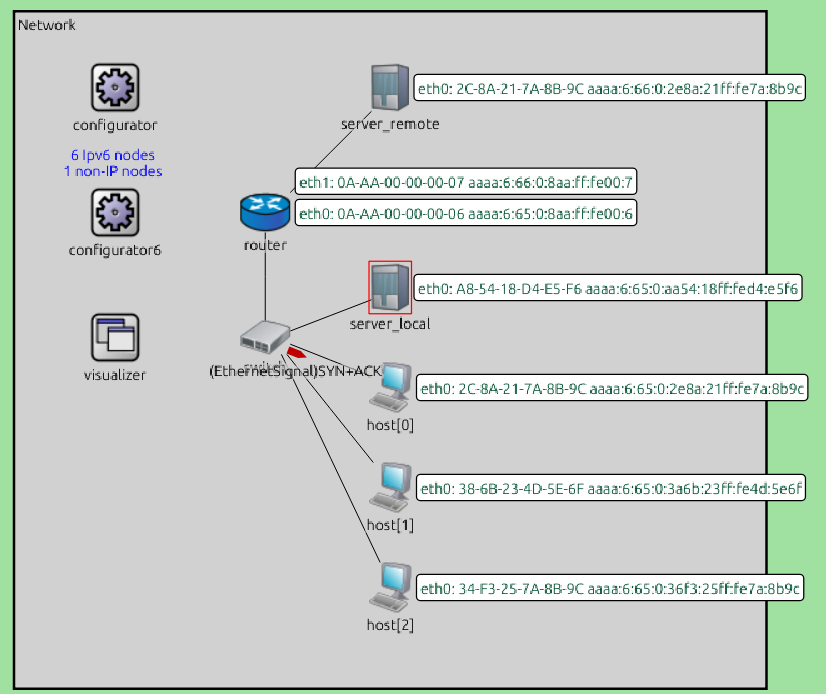 Network
configurator
6 Ipv6 nodes
1 non-IP nodes
configurator6
visualizer
server_remote
eth0: 2C-8A-21-7A-8B-9C aaaa:6:66:0:2e8a:21ff:fe7a:8b9c
eth1: 0A-AA-00-00-00-07 aaaa:6:66:0:8aa:ff:fe00:7
eth0: 0A-AA-00-00-00-06 aaaa:6:65:0:8aa:ff:fe00:6
router
eth0: A8-54-18-D4-E5-F6 aaaa:6:65:0:aa54:18ff:fed4:e5f6
server_local
switch
(EthernetSignal)SYN+ACK
eth0: 2C-8A-21-7A-8B-9C aaaa:6:65:0:2e8a:21ff:fe7a:8b9c
host[0]
eth0: 38-6B-23-4D-5E-6F aaaa:6:65:0:3a6b:23ff:fe4d:5e6f
host[1]
eth0: 34-F3-25-7A-8B-9C aaaa:6:65:0:36f3:25ff:fe7a:8b9c
host[2]